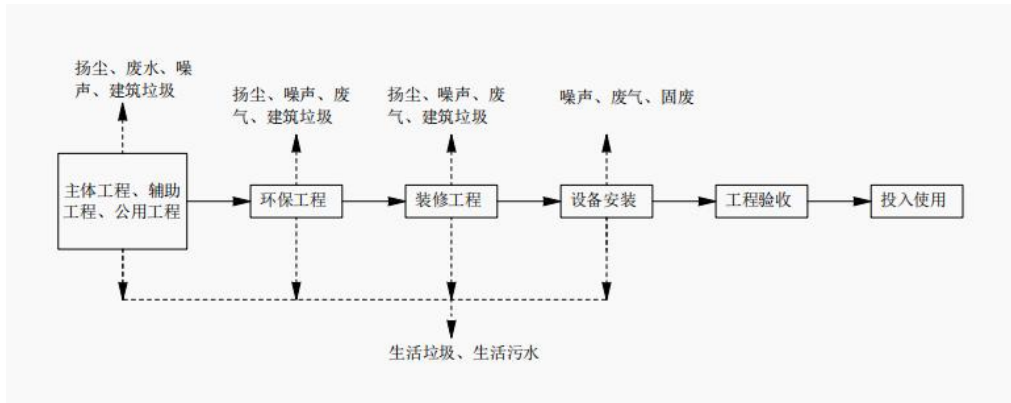 扬尘、废水、噪
声、建筑垃圾
扬尘、噪声、废
气、建筑垃圾
扬尘、噪声、废
气、建筑垃圾
噪声、废气、固废
主体工程、辅助
工程、公用工程
环保工程
装修工程
设备安装
工程验收
投入使用
生活垃圾、生活污水